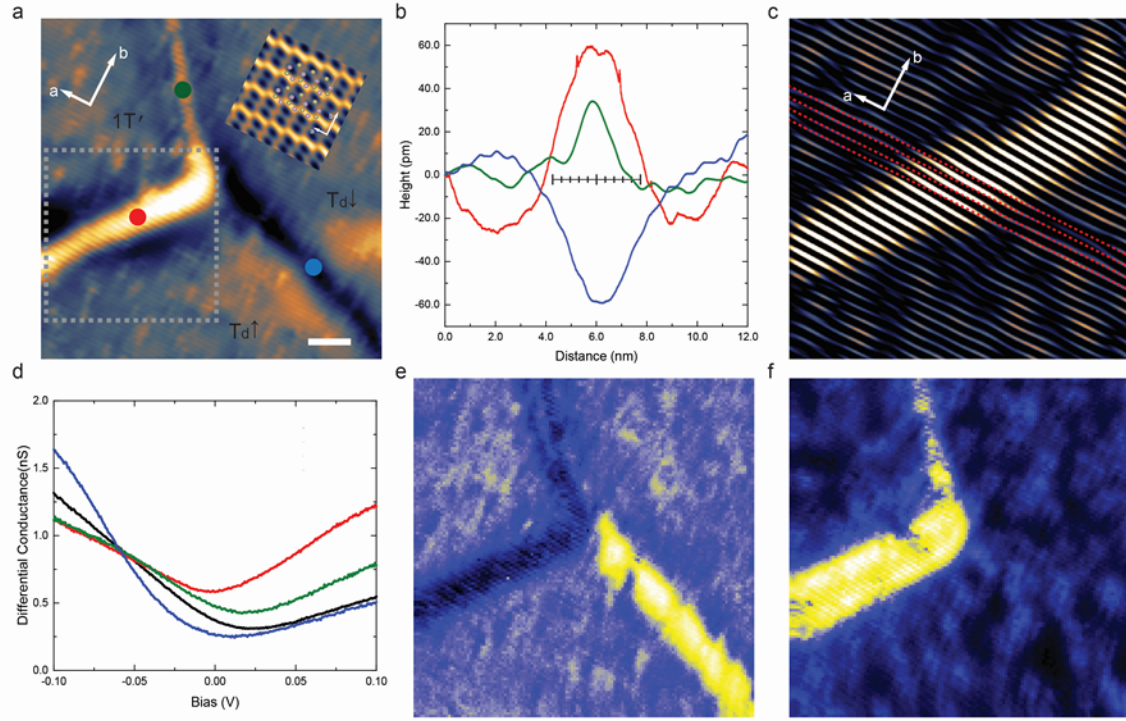 a
b
a
1T′
Td↓
Td↑
b
60.0
40.0
20.0
0.00
-20.0
-40.0
-60.0
Height (pm)
0.0
2.0
4.0
6.0
8.0
10.0
12.0
Distance (nm)
c
b
a
d
2.0
1.5
1.0
0.5
0.0
Differential Conductance(nS)
-0.10
-0.05
0.00
0.05
0.10
Bias (V)
e
f